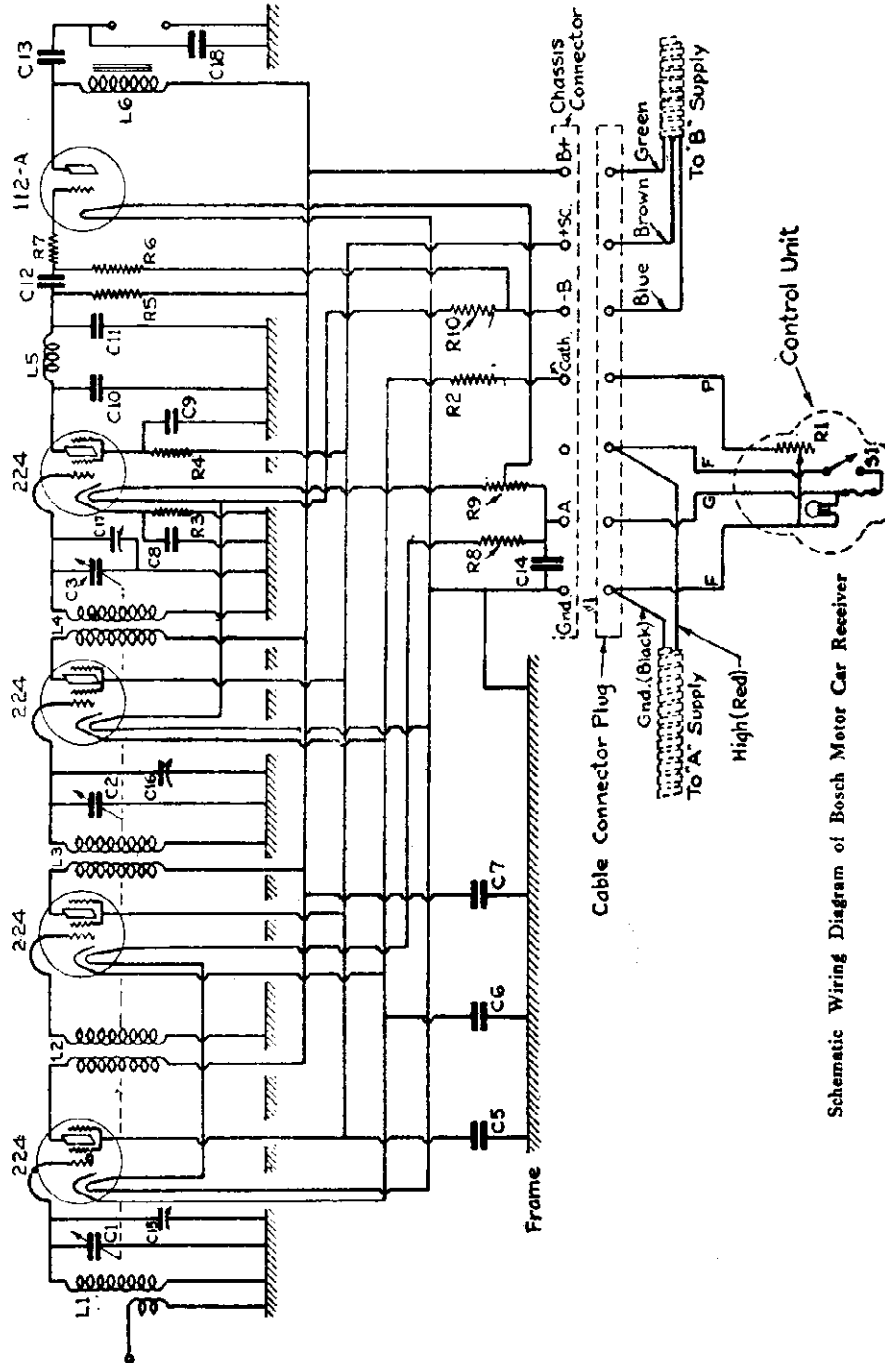 224
224
224
224
112-A
L1
C1
C15
L2
L3
C2
C16
L4
C3
C17
C8
R3
R4
C9
C10
L5
C11
R5
C12
R6
R7
L6
C13
C18
C5
C6
C7
Frame
R8
R9
C14
R2
R10
Gnd.
A
Cath.
-B
+SC.
B+
Chassis
Connector
Cable Connector Plug
Gnd.(Black)
To "A" Supply
High(Red)
Blue
Brown
Green
To "B" Supply
F
G
F
P
R1
S1
Control Unit
Schematic Wiring Diagram of Bosch Motor Car Receiver